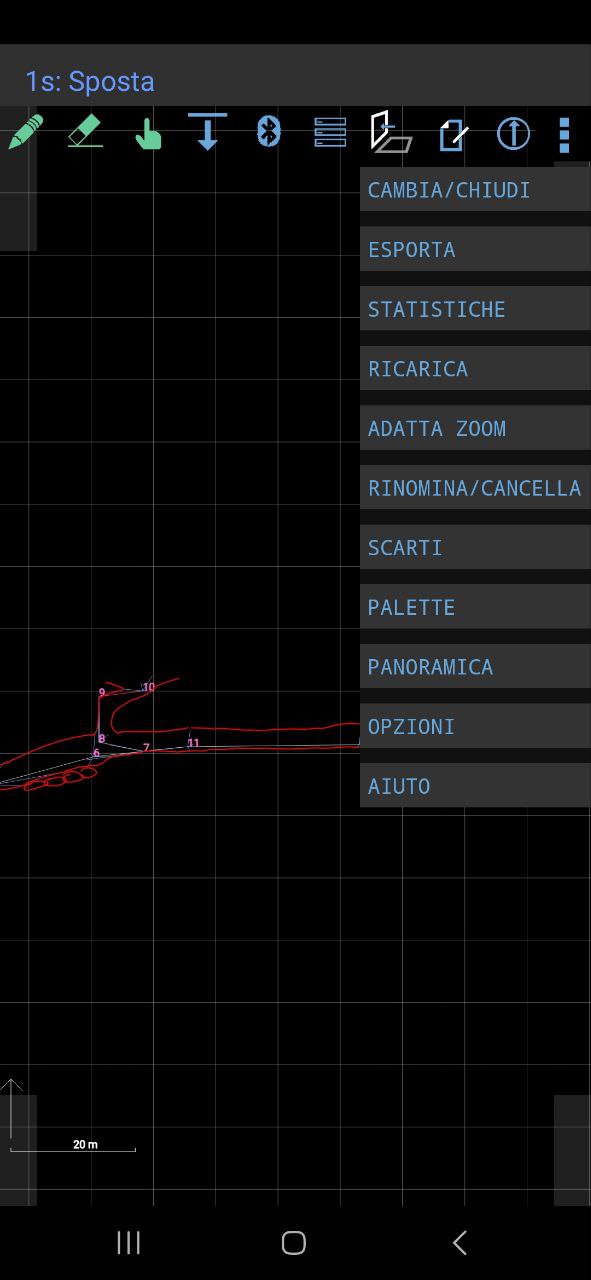 1s: Sposta
CAMBIA/CHIUDI
ESPORTA
STATISTICHE
RICARICA
ADATTA ZOOM
RINOMINA/CANCELLA
SCARTI
PALETTE
PANORAMICA
OPZIONI
AIUTO
9
10
8
6
7
11
20 m